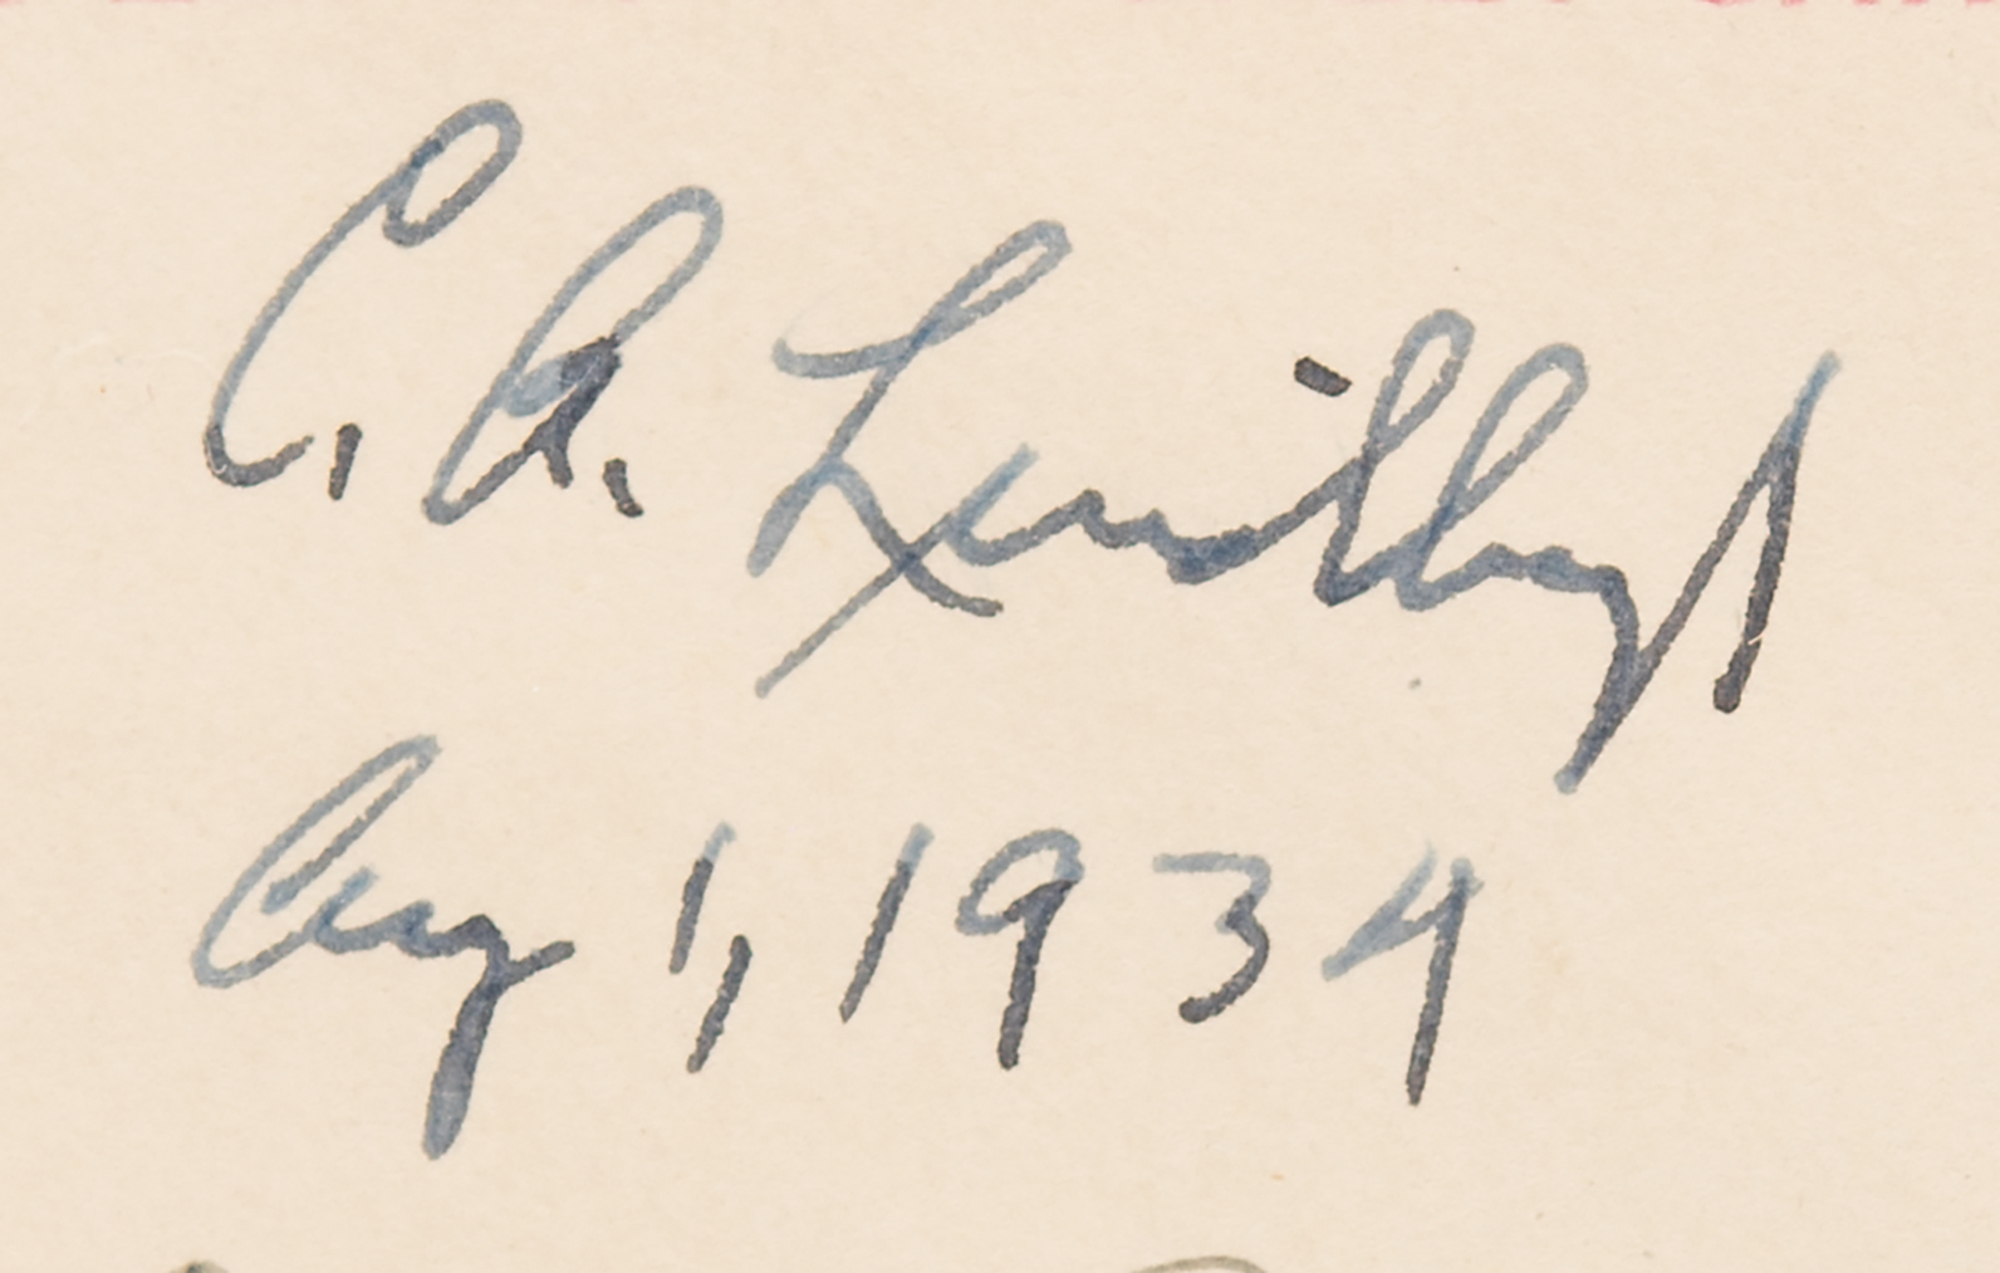 C. A. Lindbergh
Aug 1, 1934